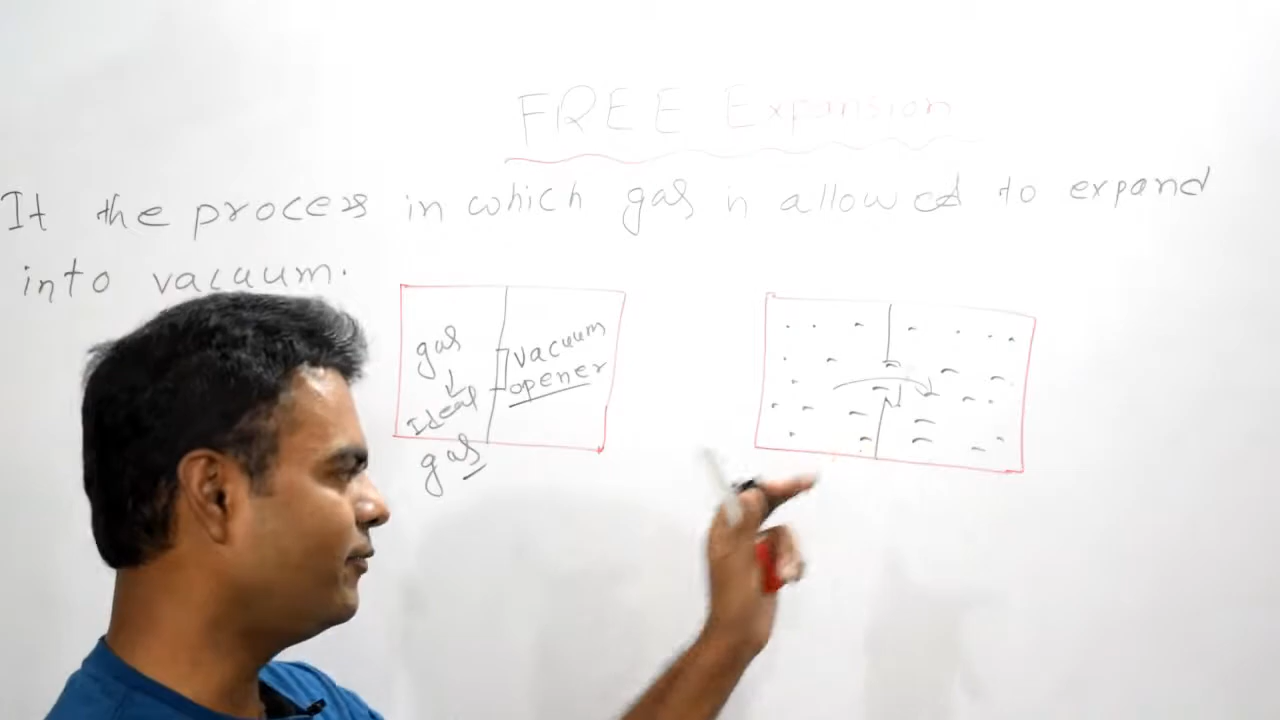 FREE Expansion
It the process in which gas is allowed to expand
into vacuum.
gas
Ideal
gas
vacuum
opener